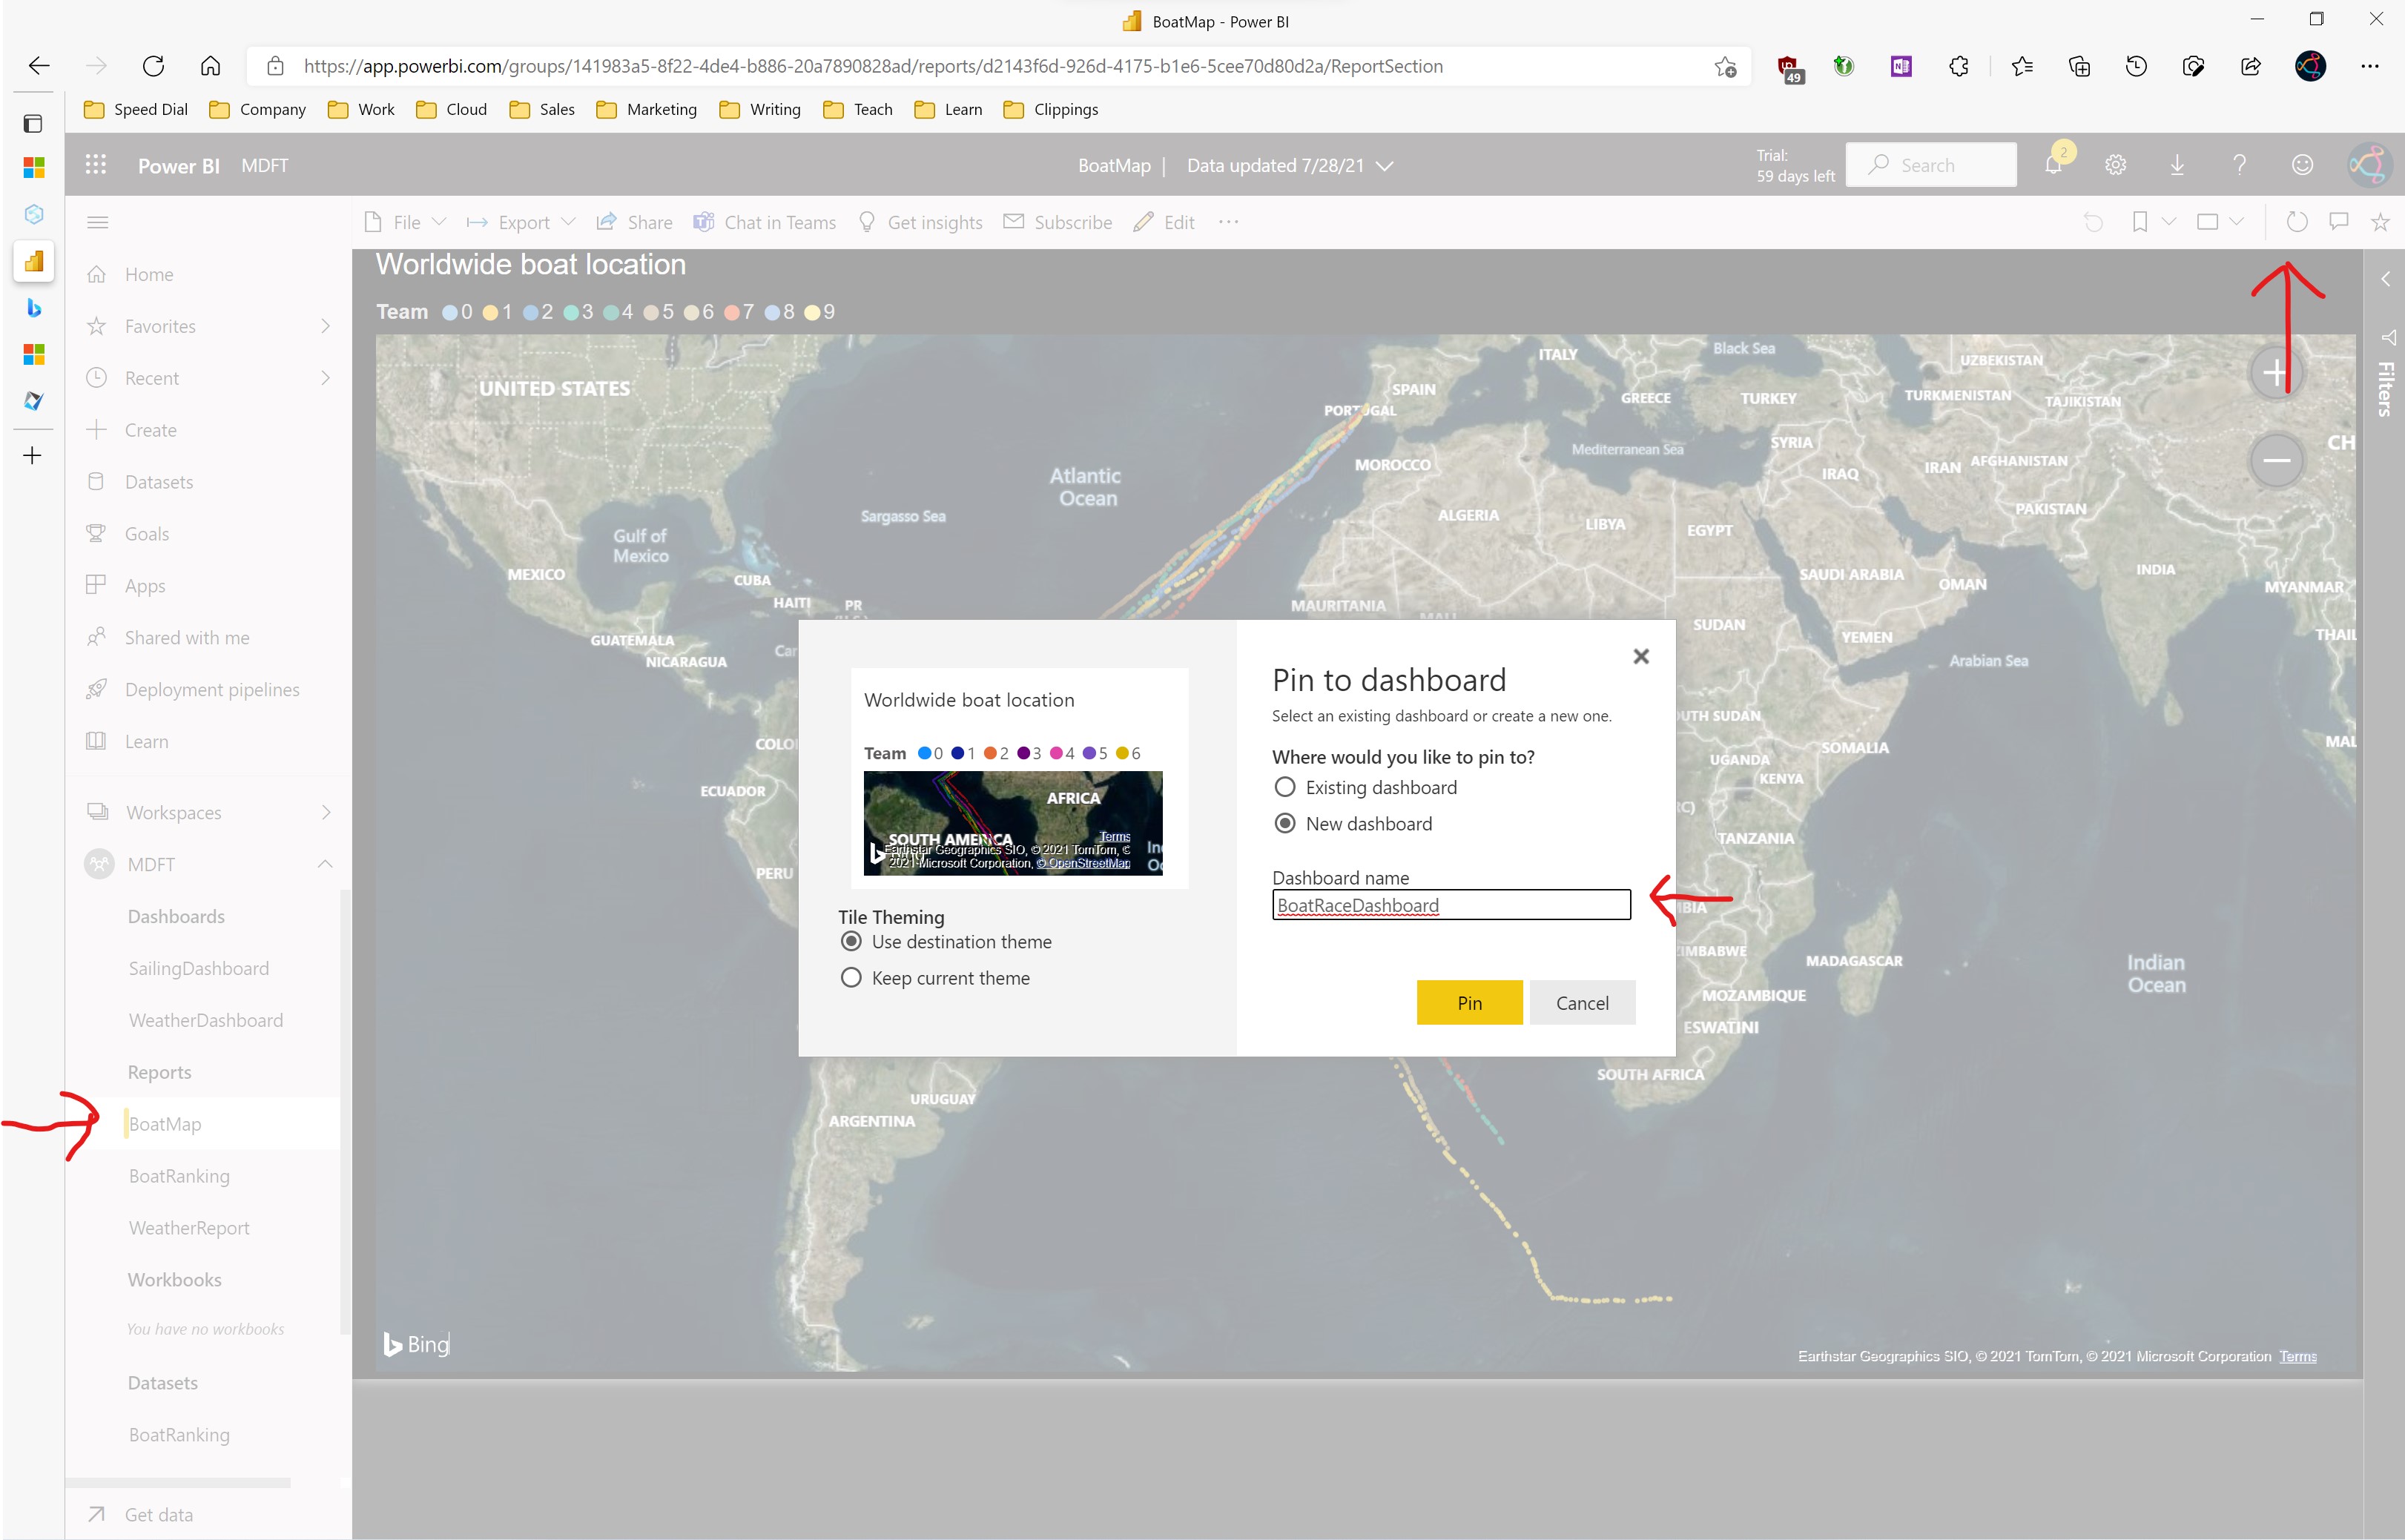 BoatMap - Power BI
https://app.powerbi.com/groups/141983a5-8f22-4de4-b886-20a7890828ad/reports/d2143f6d-926d-4175-b1e6-5cee70d80d2a/ReportSection
49
Speed Dial Company Work Cloud Sales Marketing Writing Teach Learn Clippings
Power BI MDFT
BoatMap | Data updated 7/28/21
Trial:
59 days left
Search
2
File Export Share Chat in Teams Get insights Subscribe Edit
Home
Favorites
Recent
Create
Datasets
Goals
Apps
Shared with me
Deployment pipelines
Learn
Workspaces
MDFT
Dashboards
SailingDashboard
WeatherDashboard
Reports
BoatMap
BoatRanking
WeatherReport
Workbooks
You have no workbooks
Datasets
BoatRanking
Get data
Worldwide boat location
Team 0 1 2 3 4 5 6 7 8 9
Filters
ITALY
Black Sea
UZBEKISTAN
UNITED STATES
SPAIN
GREECE
TURKEY
TURKMENISTAN
TAJIKISTAN
PORTUGAL
SYRIA
CH
Mediterranean Sea
MOROCCO
IRAQ
IRAN
AFGHANISTAN
Atlantic
Ocean
PAKISTAN
Sargasso Sea
ALGERIA
LIBYA
EGYPT
Gulf of
Mexico
MEXICO
CUBA
SAUDI ARABIA
OMAN
INDIA
MYANMAR
HAITI
PR
MAURITANIA
MALI
SUDAN
YEMEN
THAIL
GUATEMALA
NICARAGUA
Car
Arabian Sea
UTH SUDAN
COLO
SOMALIA
MAL
UGANDA
KENYA
ECUADOR
TANZANIA
PERU
BIA
IMBABWE
MADAGASCAR
Indian
Ocean
MOZAMBIQUE
ESWATINI
SOUTH AFRICA
URUGUAY
ARGENTINA
Worldwide boat location
Team 0 1 2 3 4 5 6
AFRICA
SOUTH AMERICA
Terms
Earthstar Geographics SIO, © 2021 TomTom, ©
2021 Microsoft Corporation, © OpenStreetMap
In
Oc
Tile Theming
Use destination theme
Keep current theme
Pin to dashboard
Select an existing dashboard or create a new one.
Where would you like to pin to?
Existing dashboard
New dashboard
Dashboard name
BoatRaceDashboard
Pin Cancel
Bing
Earthstar Geographics SIO, © 2021 TomTom, © 2021 Microsoft Corporation Terms